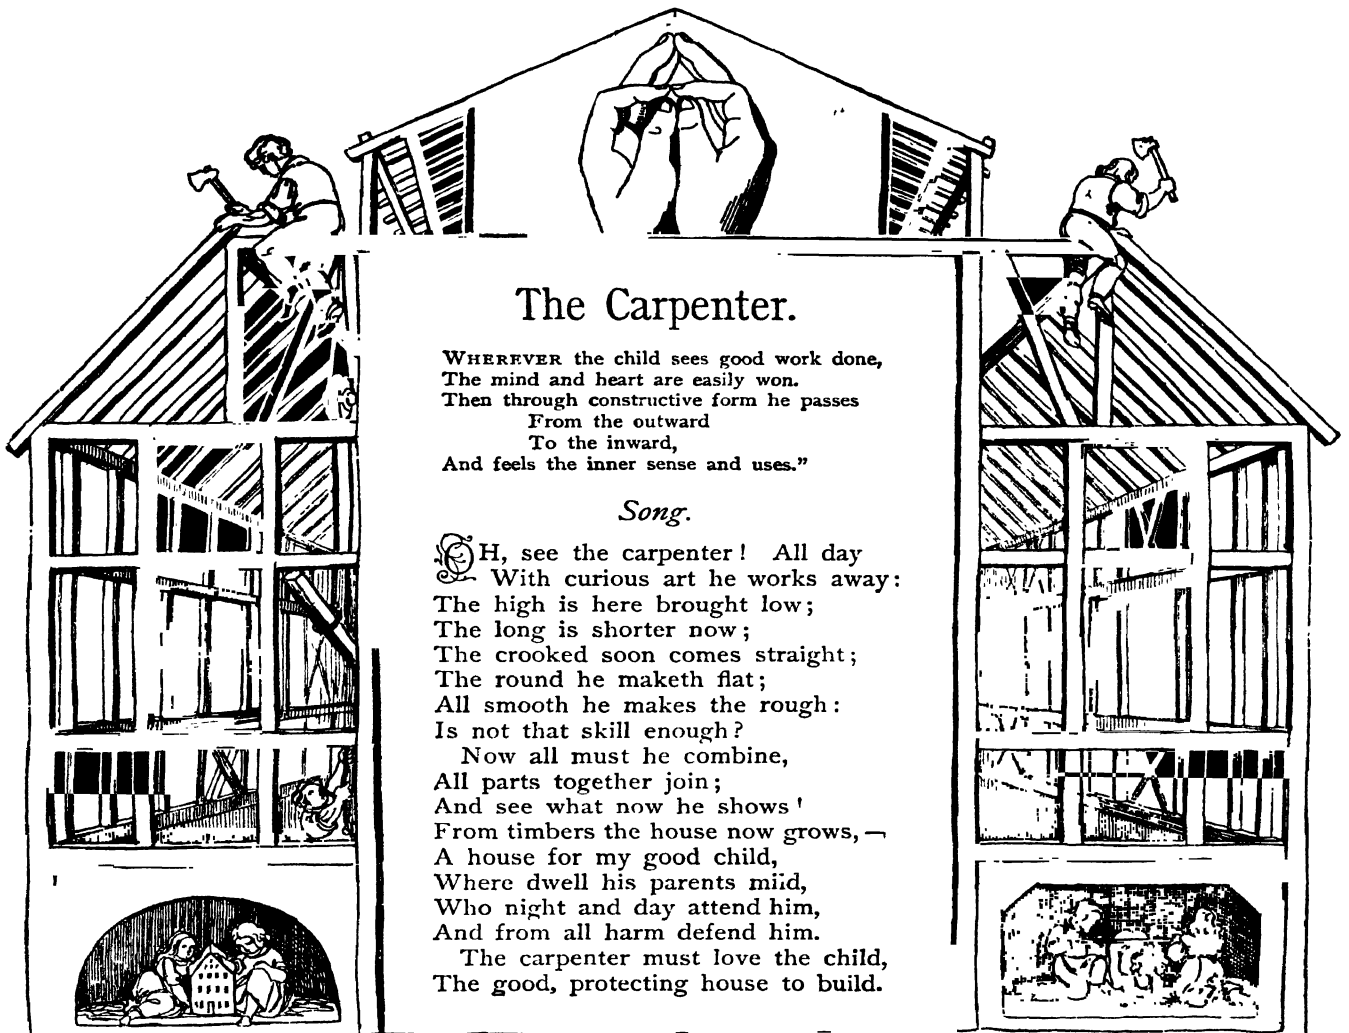 The Carpenter.
WHEREVER the child sees good work done,
The mind and heart are easily won.
Then through constructive form he passes
From the outward
To the inward,
And feels the inner sense and uses.”
Song.
OH, see the carpenter! All day
With curious art he works away:
The high is here brought low;
The long is shorter now;
The crooked soon comes straight;
The round he maketh flat;
All smooth he makes the rough:
Is not that skill enough?
Now all must he combine,
All parts together join;
And see what now he shows!
From timbers the house now grows,—
A house for my good child,
Where dwell his parents mild,
Who night and day attend him,
And from all harm defend him.
The carpenter must love the child,
The good, protecting house to build.